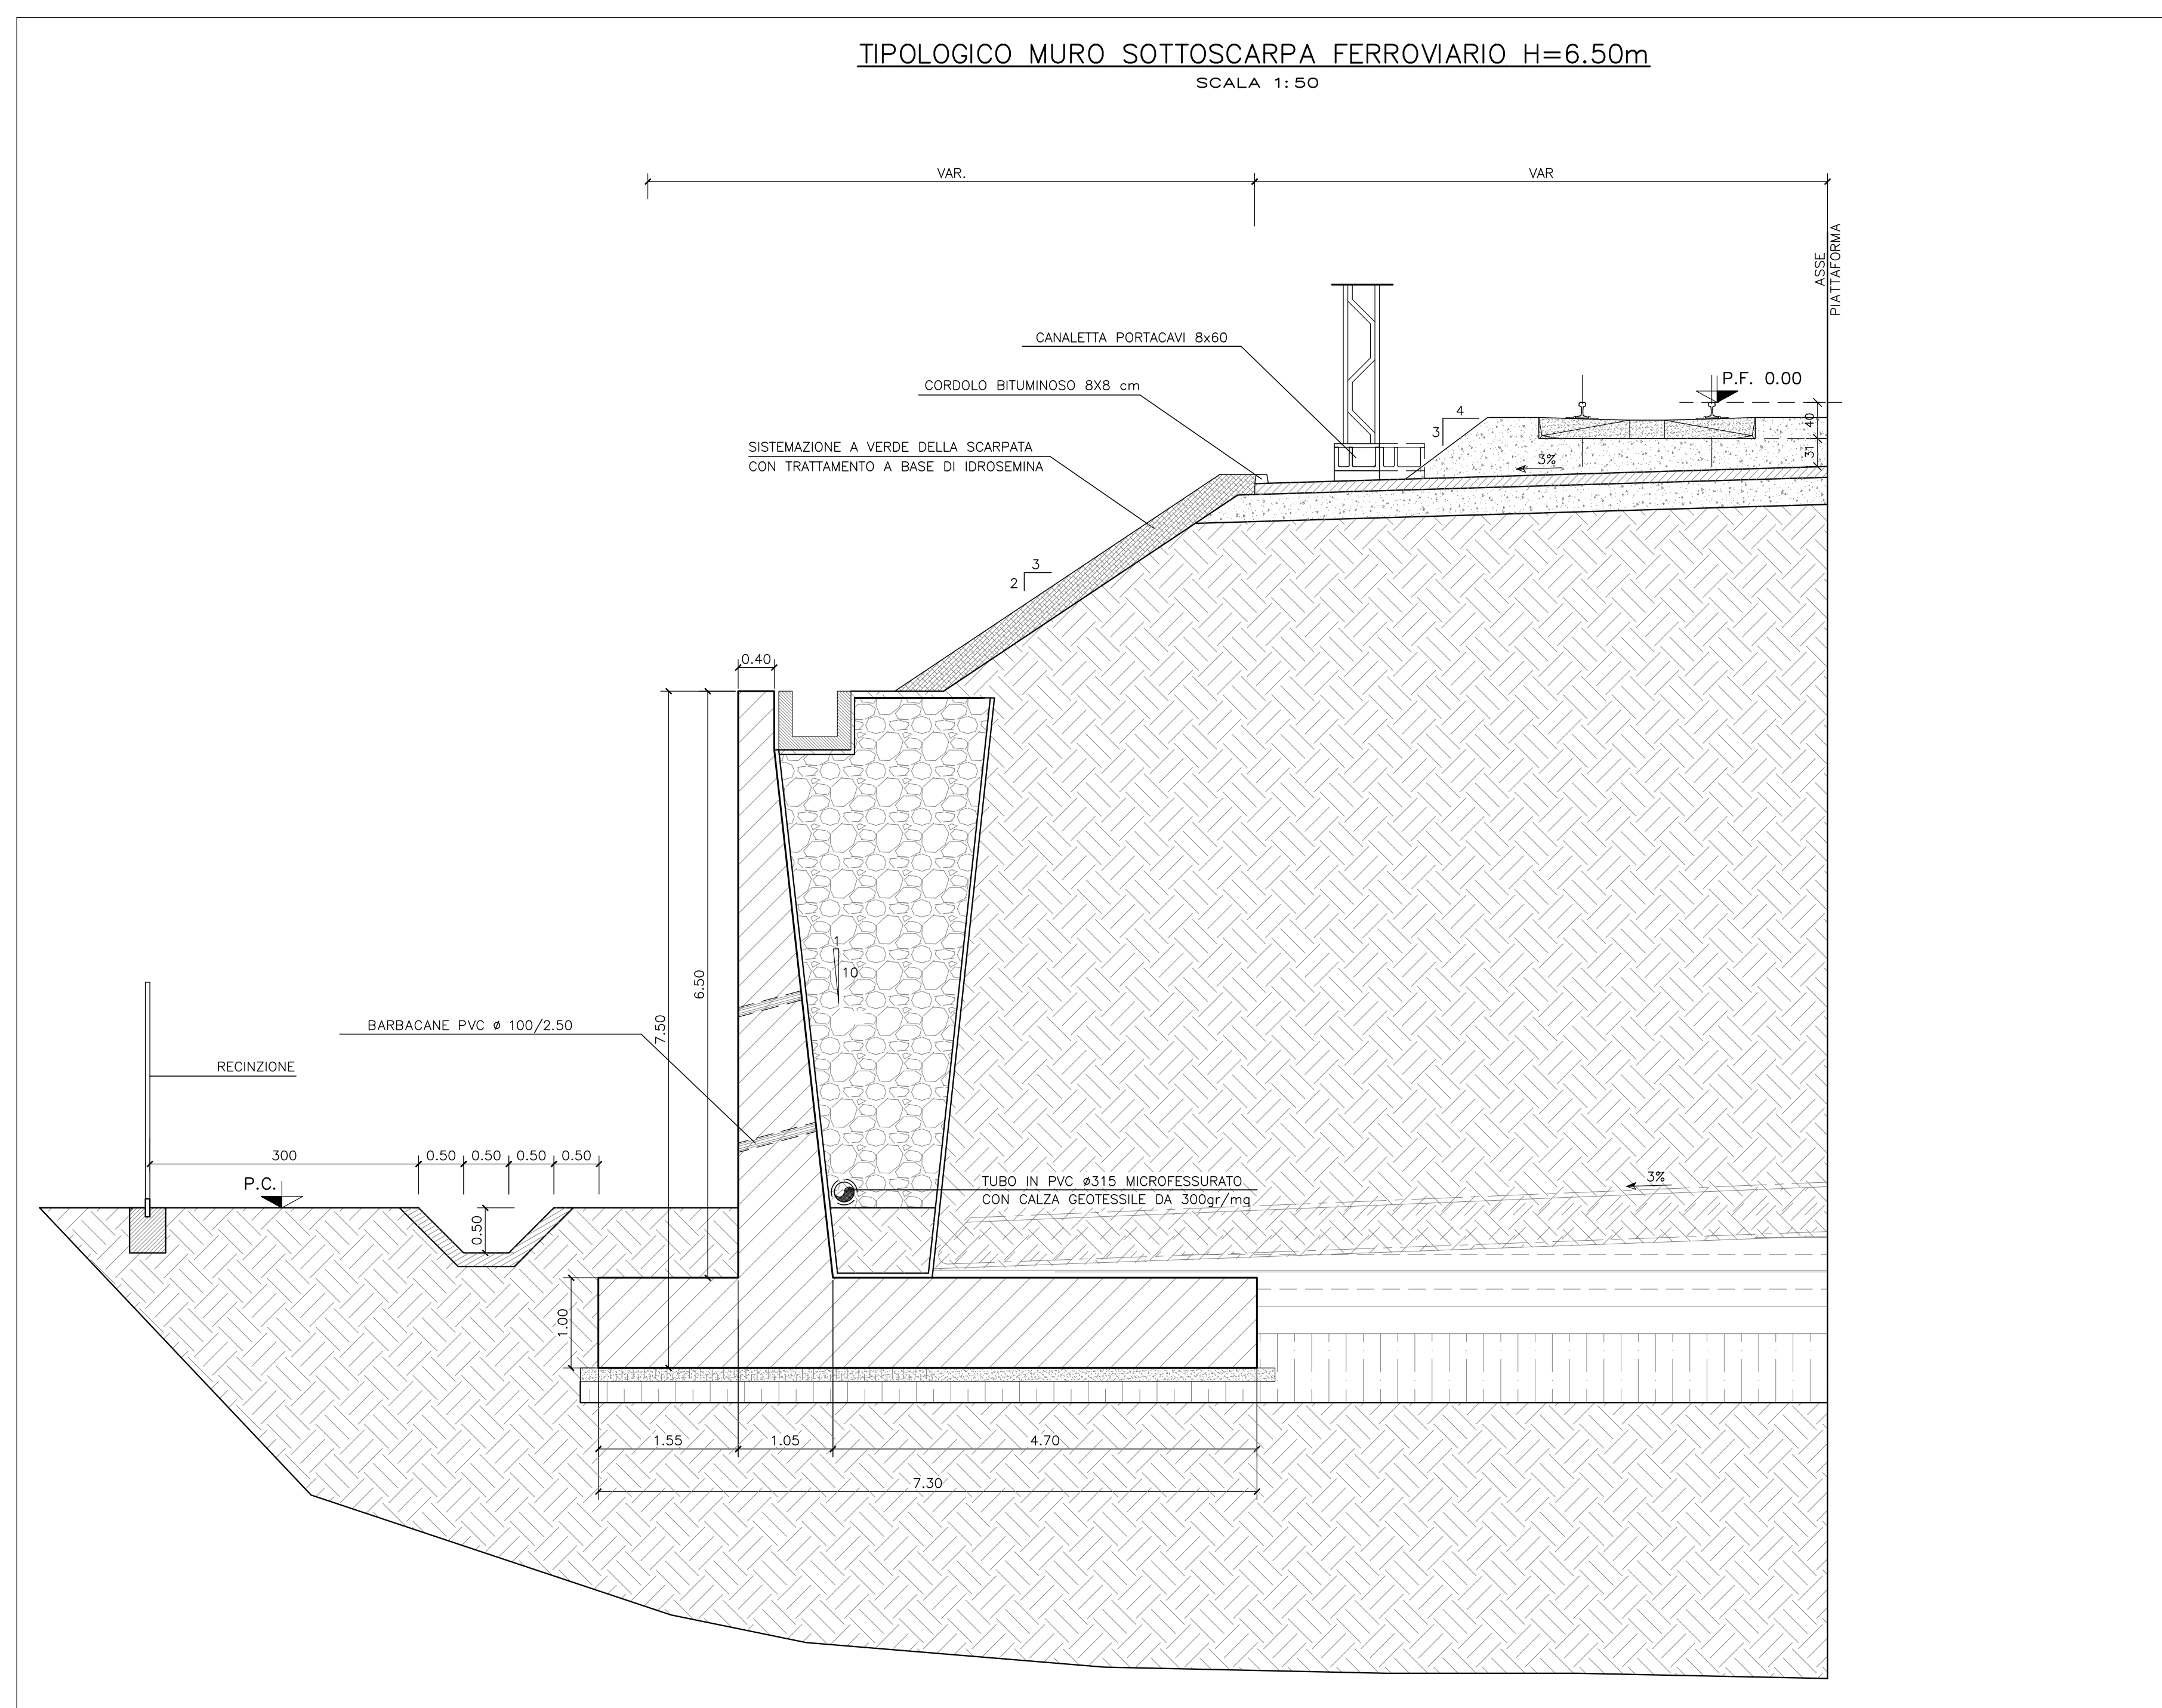 TIPOLOGICO MURO SOTTOSCARPA FERROVIARIO H=6.50m
SCALA 1:50
VAR.
VAR
ASSE
PIATTAFORMA
CANALETTA PORTACAVI 8x60
P.F. 0.00
CORDOLO BITUMINOSO 8X8 cm
4
3
40
31
SISTEMAZIONE A VERDE DELLA SCARPATA
CON TRATTAMENTO A BASE DI IDROSEMINA
3%
3
2
0.40
1
10
6.50
7.50
BARBACANE PVC ø 100/2.50
RECINZIONE
300
0.50
0.50
0.50
0.50
P.C.
0.50
TUBO IN PVC ø315 MICROFESSURATO
CON CALZA GEOTESSILE DA 300gr/mq
3%
1.00
1.55
1.05
4.70
7.30